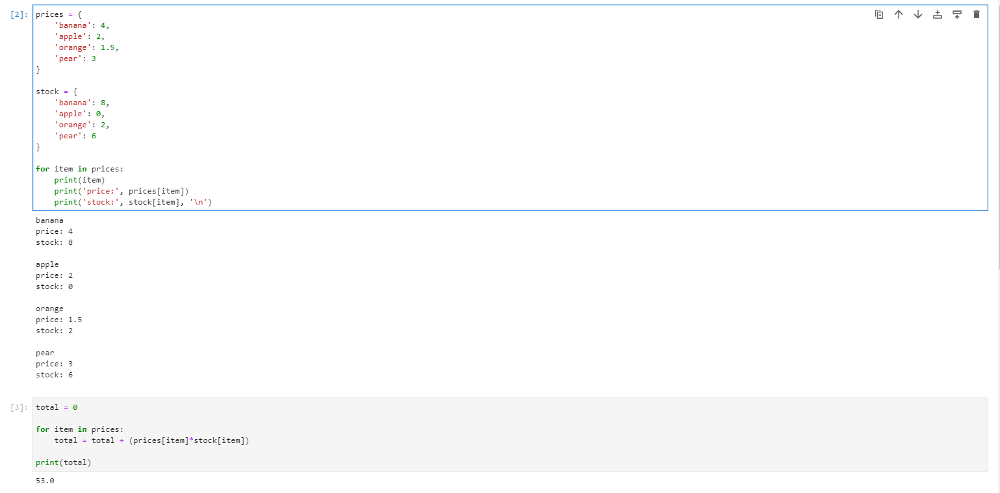 [2]: prices = {
    'banana': 4,
    'apple': 2,
    'orange': 1.5,
    'pear': 3
}

stock = {
    'banana': 8,
    'apple': 0,
    'orange': 2,
    'pear': 6
}

for item in prices:
    print(item)
    print('price:', prices[item])
    print('stock:', stock[item], '\n')
banana
price: 4
stock: 8

apple
price: 2
stock: 0

orange
price: 1.5
stock: 2

pear
price: 3
stock: 6

[3]: total = 0

for item in prices:
    total = total + (prices[item]*stock[item])

print(total)
53.0